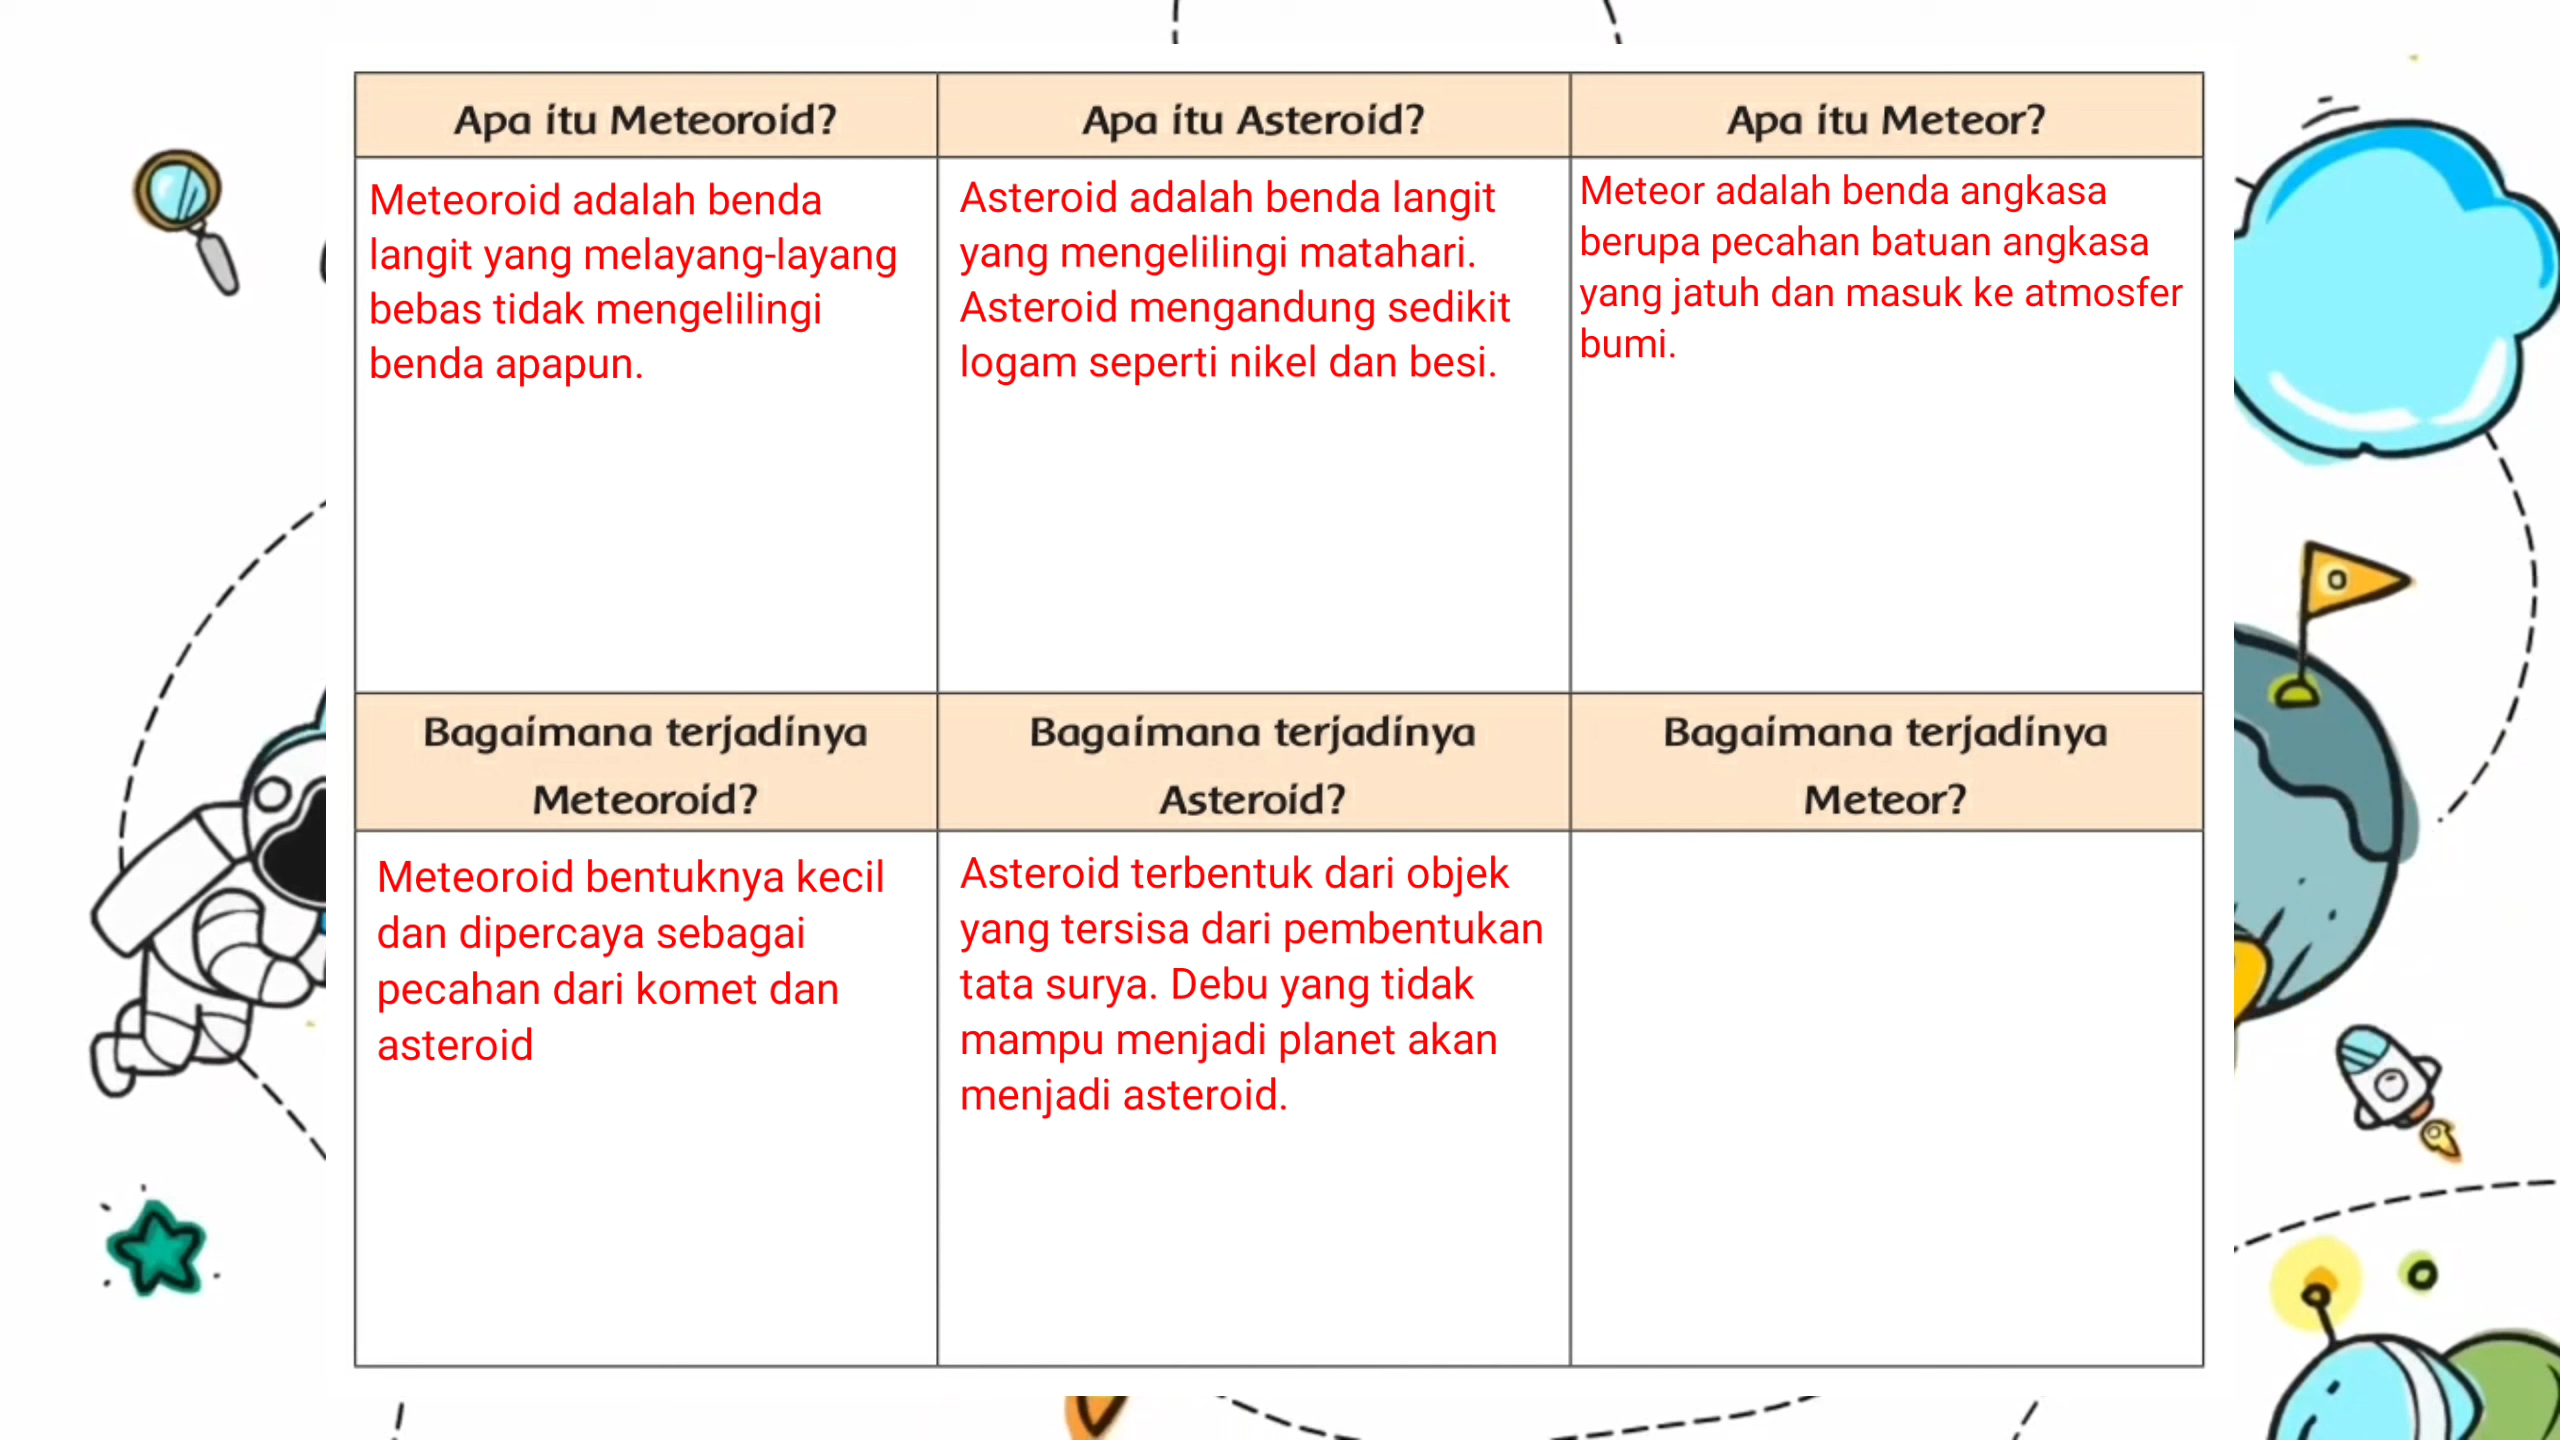 Apa itu Meteoroid?
Apa itu Asteroid?
Apa itu Meteor?
Meteoroid adalah benda
langit yang melayang-layang
bebas tidak mengelilingi
benda apapun.
Asteroid adalah benda langit
yang mengelilingi matahari.
Asteroid mengandung sedikit
logam seperti nikel dan besi.
Meteor adalah benda angkasa
berupa pecahan batuan angkasa
yang jatuh dan masuk ke atmosfer
bumi.
Bagaimana terjadinya
Meteoroid?
Bagaimana terjadinya
Asteroid?
Bagaimana terjadinya
Meteor?
Meteoroid bentuknya kecil
dan dipercaya sebagai
pecahan dari komet dan
asteroid
Asteroid terbentuk dari objek
yang tersisa dari pembentukan
tata surya. Debu yang tidak
mampu menjadi planet akan
menjadi asteroid.